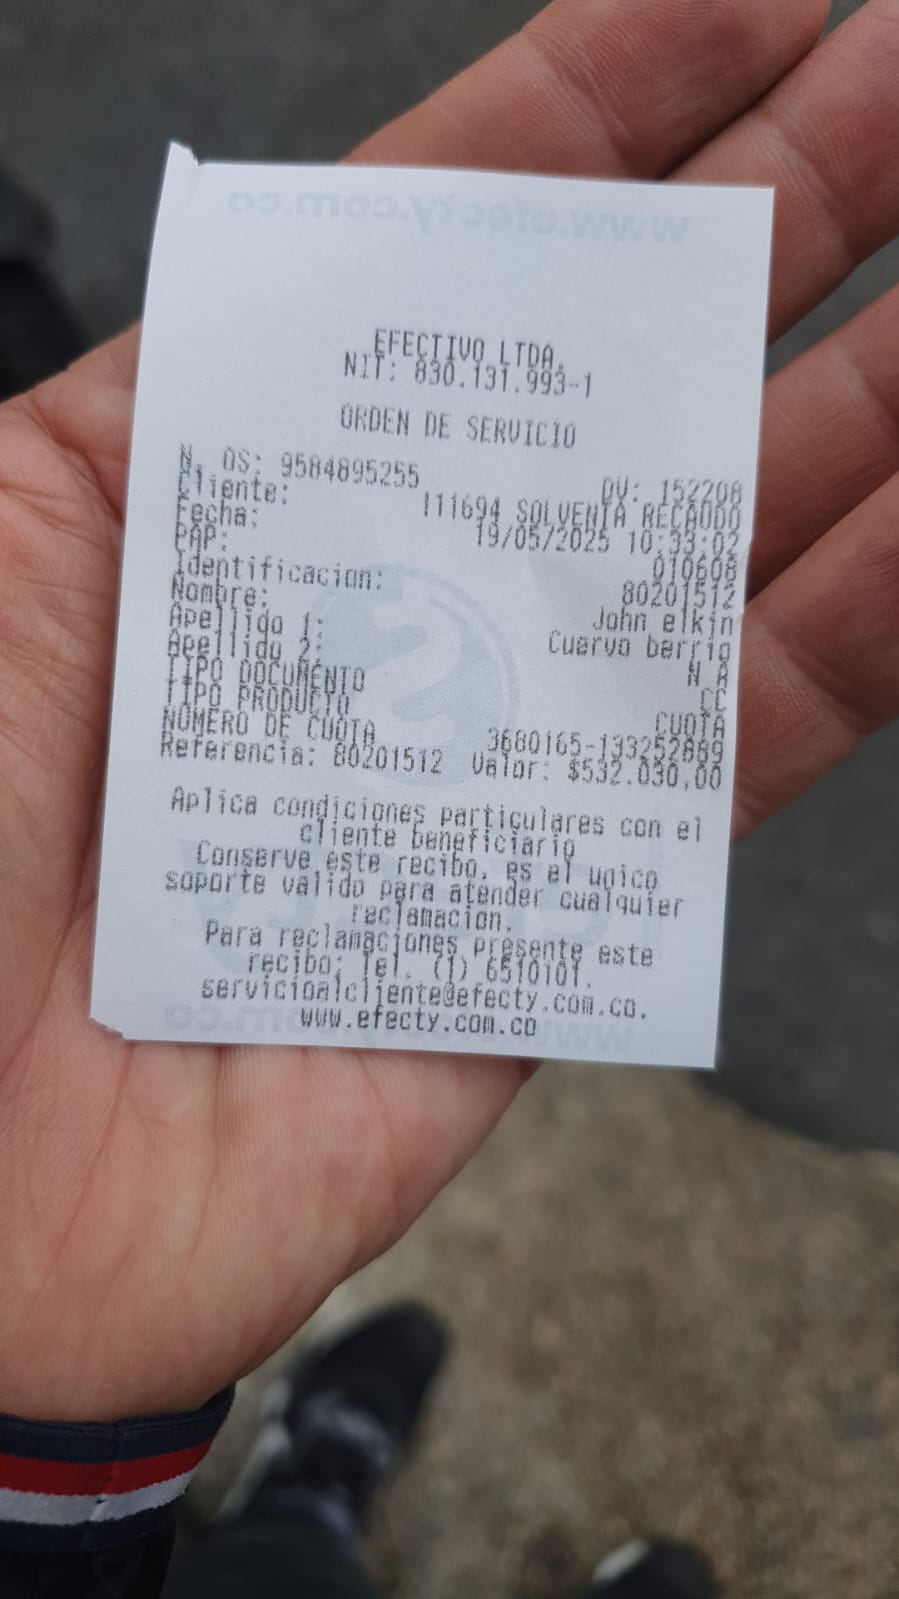 www.efecty.com.co
EFECTIVO LTDA.
NIT: 830.131.993-1
ORDEN DE SERVICIO
N. OS: 9584895255 DV: 152208
Cliente: 111694 SOLVENTA RECAUDO
Fecha: 19/05/2025 10:33:02
PAP: 010608
Identificacion: 80201512
Nombre: John elkin
Apellido 1: Cuervo barrio
Apellido 2: N A
TIPO DOCUMENTO CC
TIPO PRODUCTO CUOTA
NUMERO DE CUOTA 3680165-133252889
Referencia: 80201512 Valor: $532.030,00
Aplica condiciones particulares con el
cliente beneficiario
Conserve este recibo, es el unico
soporte valido para atender cualquier
reclamacion.
Para reclamaciones presente este
recibo; Tel. (1) 6510101.
servicioalcliente@efecty.com.co.
www.efecty.com.co